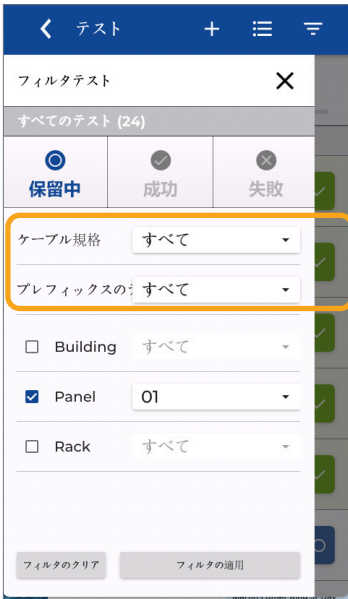 テスト
フィルタテスト
すべてのテスト (24)
保留中 成功 失敗
ケーブル規格 すべて
プレフィックスの すべて
Building すべて
Panel 01
Rack すべて
フィルタのクリア フィルタの適用